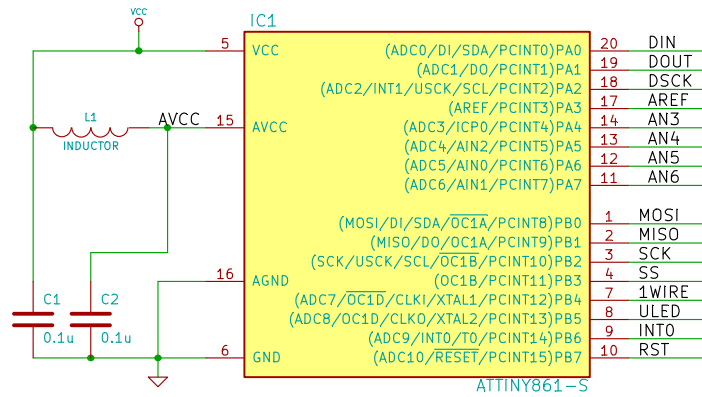 VCC
IC1
5 VCC (ADC0/DI/SDA/PCINT0)PA0 20 DIN
(ADC1/DO/PCINT1)PA1 19 DOUT
(ADC2/INT1/USCK/SCL/PCINT2)PA2 18 DSCK
(AREF/PCINT3)PA3 17 AREF
L1 AVCC 15 AVCC (ADC3/ICP0/PCINT4)PA4 14 AN3
INDUCTOR (ADC4/AIN2/PCINT5)PA5 13 AN4
(ADC5/AIN0/PCINT6)PA6 12 AN5
(ADC6/AIN1/PCINT7)PA7 11 AN6
(MOSI/DI/SDA/OC1A/PCINT8)PB0 1 MOSI
(MISO/DO/OC1A/PCINT9)PB1 2 MISO
(SCK/USCK/SCL/OC1B/PCINT10)PB2 3 SCK
16 AGND (OC1B/PCINT11)PB3 4 SS
C1 C2 (ADC7/OC1D/CLKI/XTAL1/PCINT12)PB4 7 1WIRE
(ADC8/OC1D/CLKO/XTAL2/PCINT13)PB5 8 ULED
0.1u 0.1u (ADC9/INT0/T0/PCINT14)PB6 9 INT0
6 GND (ADC10/RESET/PCINT15)PB7 10 RST
ATTINY861-S